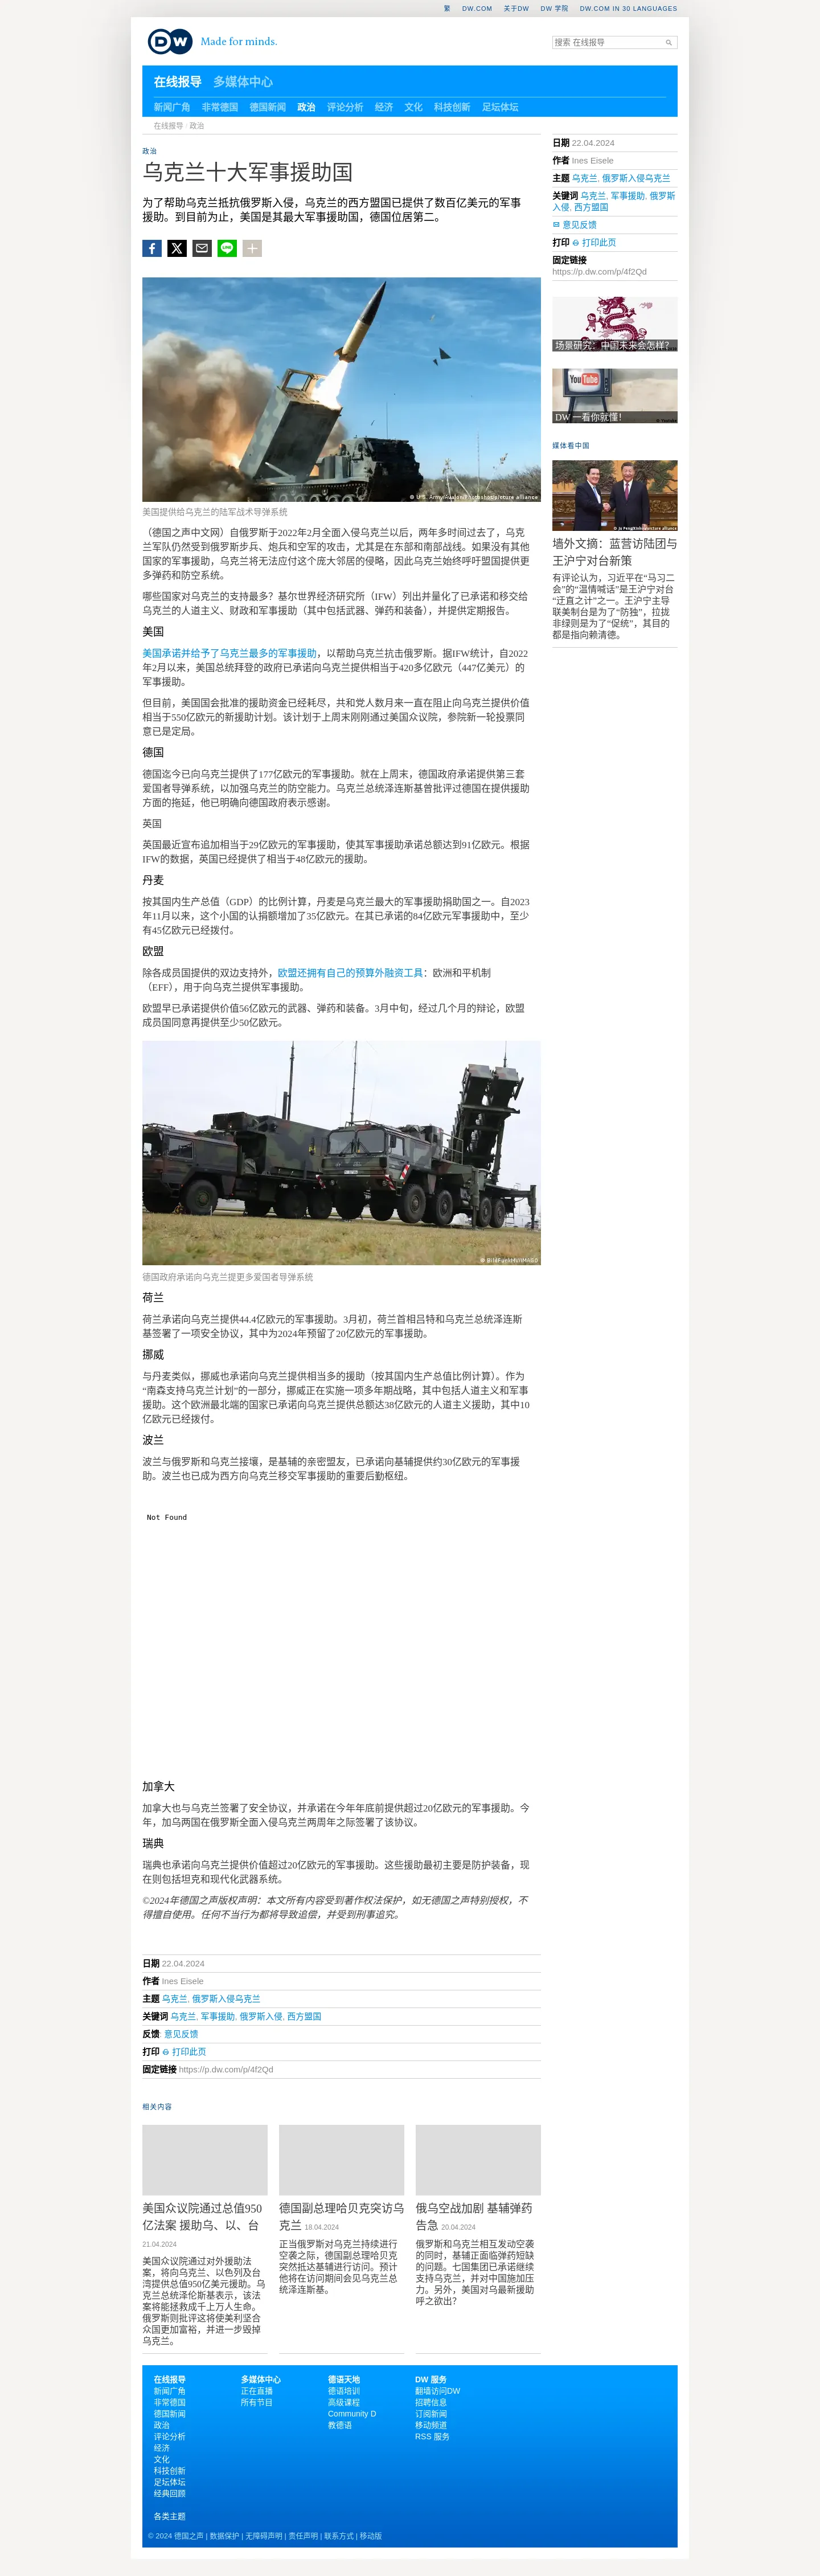 繁 DW.COM 关于DW DW 学院 DW.COM IN 30 LANGUAGES
DW Made for minds.
搜索 在线报导
在线报导 多媒体中心
新闻广角 非常德国 德国新闻 政治 评论分析 经济 文化 科技创新 足坛体坛
在线报导 / 政治
政治
乌克兰十大军事援助国
为了帮助乌克兰抵抗俄罗斯入侵，乌克兰的西方盟国已提供了数百亿美元的军事
援助。到目前为止，美国是其最大军事援助国，德国位居第二。
美国提供给乌克兰的陆军战术导弹系统
（德国之声中文网）自俄罗斯于2022年2月全面入侵乌克兰以后，两年多时间过去了，乌克
兰军队仍然受到俄罗斯步兵、炮兵和空军的攻击，尤其是在东部和南部战线。如果没有其他
国家的军事援助，乌克兰将无法应付这个庞大邻居的侵略，因此乌克兰始终呼吁盟国提供更
多弹药和防空系统。
哪些国家对乌克兰的支持最多？基尔世界经济研究所（IFW）列出并量化了已承诺和移交给
乌克兰的人道主义、财政和军事援助（其中包括武器、弹药和装备），并提供定期报告。
美国
美国承诺并给予了乌克兰最多的军事援助，以帮助乌克兰抗击俄罗斯。据IFW统计，自2022
年2月以来，美国总统拜登的政府已承诺向乌克兰提供相当于420多亿欧元（447亿美元）的
军事援助。
但目前，美国国会批准的援助资金已经耗尽，共和党人数月来一直在阻止向乌克兰提供价值
相当于550亿欧元的新援助计划。该计划于上周末刚刚通过美国众议院，参院新一轮投票同
意已是定局。
德国
德国迄今已向乌克兰提供了177亿欧元的军事援助。就在上周末，德国政府承诺提供第三套
爱国者导弹系统，以加强乌克兰的防空能力。乌克兰总统泽连斯基曾批评过德国在提供援助
方面的拖延，他已明确向德国政府表示感谢。
英国
英国最近宣布追加相当于29亿欧元的军事援助，使其军事援助承诺总额达到91亿欧元。根据
IFW的数据，英国已经提供了相当于48亿欧元的援助。
丹麦
按其国内生产总值（GDP）的比例计算，丹麦是乌克兰最大的军事援助捐助国之一。自2023
年11月以来，这个小国的认捐额增加了35亿欧元。在其已承诺的84亿欧元军事援助中，至少
有45亿欧元已经拨付。
欧盟
除各成员国提供的双边支持外，欧盟还拥有自己的预算外融资工具：欧洲和平机制
（EFF），用于向乌克兰提供军事援助。
欧盟早已承诺提供价值56亿欧元的武器、弹药和装备。3月中旬，经过几个月的辩论，欧盟
成员国同意再提供至少50亿欧元。
德国政府承诺向乌克兰提更多爱国者导弹系统
荷兰
荷兰承诺向乌克兰提供44.4亿欧元的军事援助。3月初，荷兰首相吕特和乌克兰总统泽连斯
基签署了一项安全协议，其中为2024年预留了20亿欧元的军事援助。
挪威
与丹麦类似，挪威也承诺向乌克兰提供相当多的援助（按其国内生产总值比例计算）。作为
“南森支持乌克兰计划”的一部分，挪威正在实施一项多年期战略，其中包括人道主义和军事
援助。这个欧洲最北端的国家已承诺向乌克兰提供总额达38亿欧元的人道主义援助，其中10
亿欧元已经拨付。
波兰
波兰与俄罗斯和乌克兰接壤，是基辅的亲密盟友，已承诺向基辅提供约30亿欧元的军事援
助。波兰也已成为西方向乌克兰移交军事援助的重要后勤枢纽。
Not Found
加拿大
加拿大也与乌克兰签署了安全协议，并承诺在今年年底前提供超过20亿欧元的军事援助。今
年，加乌两国在俄罗斯全面入侵乌克兰两周年之际签署了该协议。
瑞典
瑞典也承诺向乌克兰提供价值超过20亿欧元的军事援助。这些援助最初主要是防护装备，现
在则包括坦克和现代化武器系统。
©2024年德国之声版权声明：本文所有内容受到著作权法保护，如无德国之声特别授权，不
得擅自使用。任何不当行为都将导致追偿，并受到刑事追究。
日期 22.04.2024
作者 Ines Eisele
主题 乌克兰, 俄罗斯入侵乌克兰
关键词 乌克兰, 军事援助, 俄罗斯入侵, 西方盟国
反馈: 意见反馈
打印 打印此页
固定链接 https://p.dw.com/p/4f2Qd
相关内容
美国众议院通过总值950
亿法案 援助乌、以、台
21.04.2024
美国众议院通过对外援助法
案，将向乌克兰、以色列及台
湾提供总值950亿美元援助。乌
克兰总统泽伦斯基表示，该法
案将能拯救成千上万人生命。
俄罗斯则批评这将使美利坚合
众国更加富裕，并进一步毁掉
乌克兰。
德国副总理哈贝克突访乌
克兰 18.04.2024
正当俄罗斯对乌克兰持续进行
空袭之际，德国副总理哈贝克
突然抵达基辅进行访问。预计
他将在访问期间会见乌克兰总
统泽连斯基。
俄乌空战加剧 基辅弹药
告急 20.04.2024
俄罗斯和乌克兰相互发动空袭
的同时，基辅正面临弹药短缺
的问题。七国集团已承诺继续
支持乌克兰，并对中国施加压
力。另外，美国对乌最新援助
呼之欲出？
日期 22.04.2024
作者 Ines Eisele
主题 乌克兰, 俄罗斯入侵乌克兰
关键词 乌克兰, 军事援助, 俄罗斯
入侵, 西方盟国
意见反馈
打印 打印此页
固定链接
https://p.dw.com/p/4f2Qd
场景研究：中国未来会怎样？
YouTube
DW 一看你就懂！
媒体看中国
墙外文摘：蓝营访陆团与
王沪宁对台新策
有评论认为，习近平在“马习二
会”的“温情喊话”是王沪宁对台
“迂直之计”之一。王沪宁主导
联美制台是为了“防独”，拉拢
非绿则是为了“促统”，其目的
都是指向赖清德。
在线报导
新闻广角
非常德国
德国新闻
政治
评论分析
经济
文化
科技创新
足坛体坛
经典回顾
各类主题
多媒体中心
正在直播
所有节目
德语天地
德语培训
高级课程
Community D
教德语
DW 服务
翻墙访问DW
招聘信息
订阅新闻
移动频道
RSS 服务
© 2024 德国之声 | 数据保护 | 无障碍声明 | 责任声明 | 联系方式 | 移动版